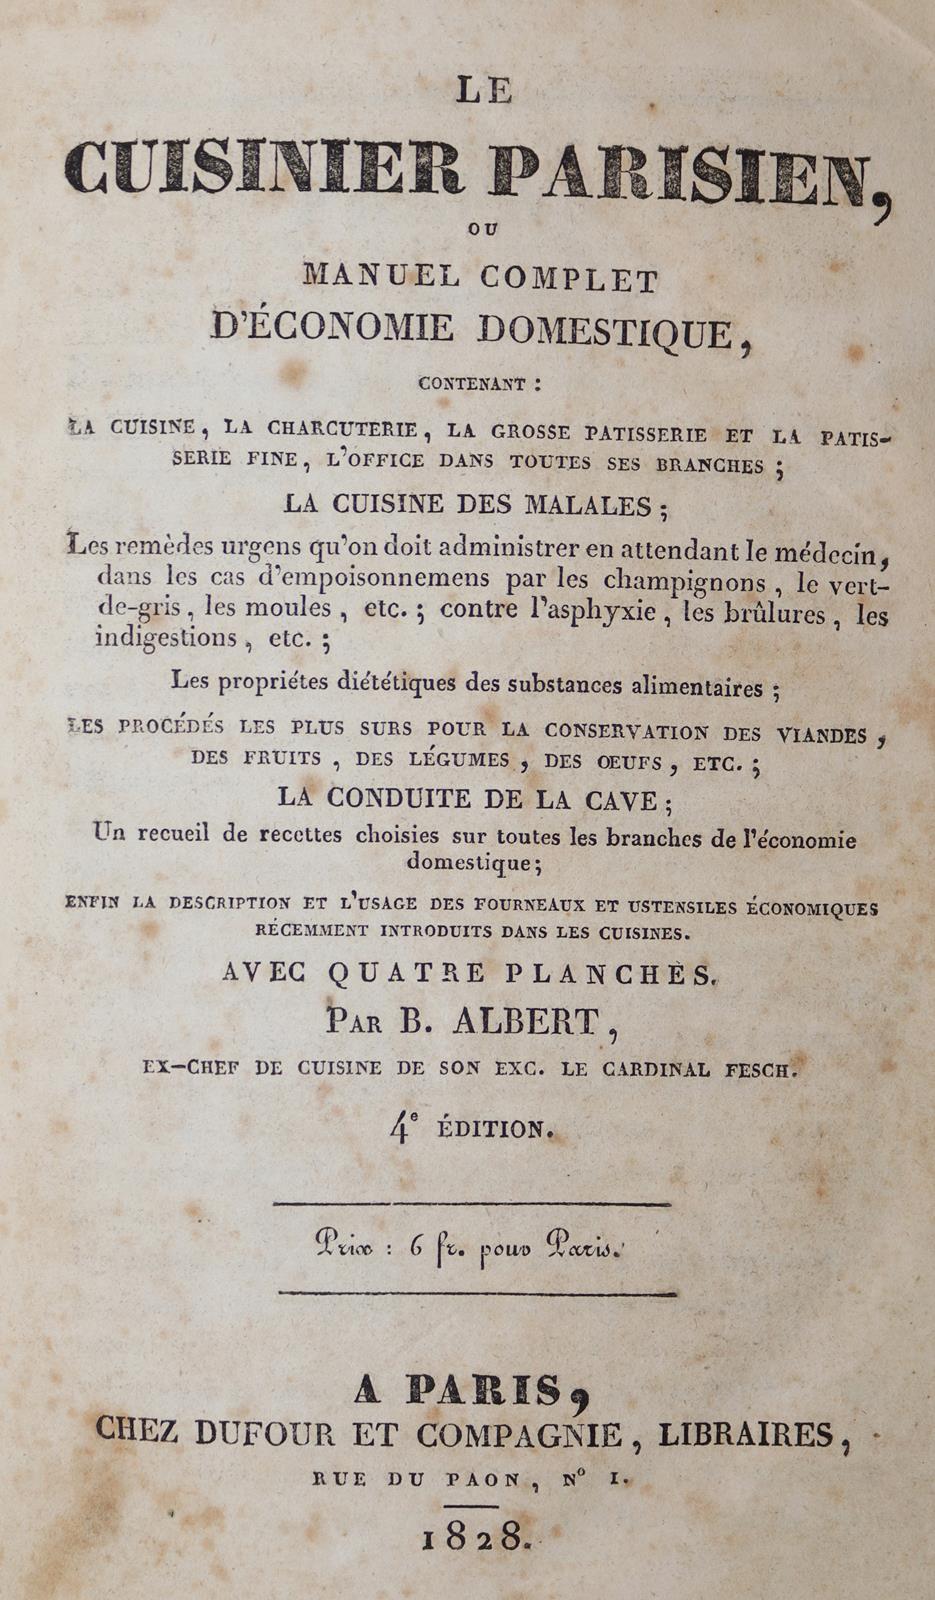 LE
CUISINIER PARISIEN,
OU
MANUEL COMPLET
D'ÉCONOMIE DOMESTIQUE,
CONTENANT :
LA CUISINE, LA CHARCUTERIE, LA GROSSE PATISSERIE ET LA PATIS-
SERIE FINE, L'OFFICE DANS TOUTES SES BRANCHES ;
LA CUISINE DES MALALES ;
Les remèdes urgens qu'on doit administrer en attendant le médecin,
dans les cas d'empoisonnemens par les champignons, le vert-
de-gris, les moules, etc. ; contre l'asphyxie, les brûlures, les
indigestions, etc. ;
Les propriétes diététiques des substances alimentaires ;
LES PROCÉDÉS LES PLUS SURS POUR LA CONSERVATION DES VIANDES,
DES FRUITS, DES LÉGUMES, DES OEUFS, ETC. ;
LA CONDUITE DE LA CAVE ;
Un recueil de recettes choisies sur toutes les branches de l'économie
domestique ;
ENFIN LA DESCRIPTION ET L'USAGE DES FOURNEAUX ET USTENSILES ÉCONOMIQUES
RÉCEMMENT INTRODUITS DANS LES CUISINES.
AVEC QUATRE PLANCHÈS.
PAR B. ALBERT,
EX-CHEF DE CUISINE DE SON EXC. LE CARDINAL FESCH.
4e ÉDITION.
Prix : 6 fr. pour Paris.
A PARIS,
CHEZ DUFOUR ET COMPAGNIE, LIBRAIRES,
RUE DU PAON, No 1.
1828.